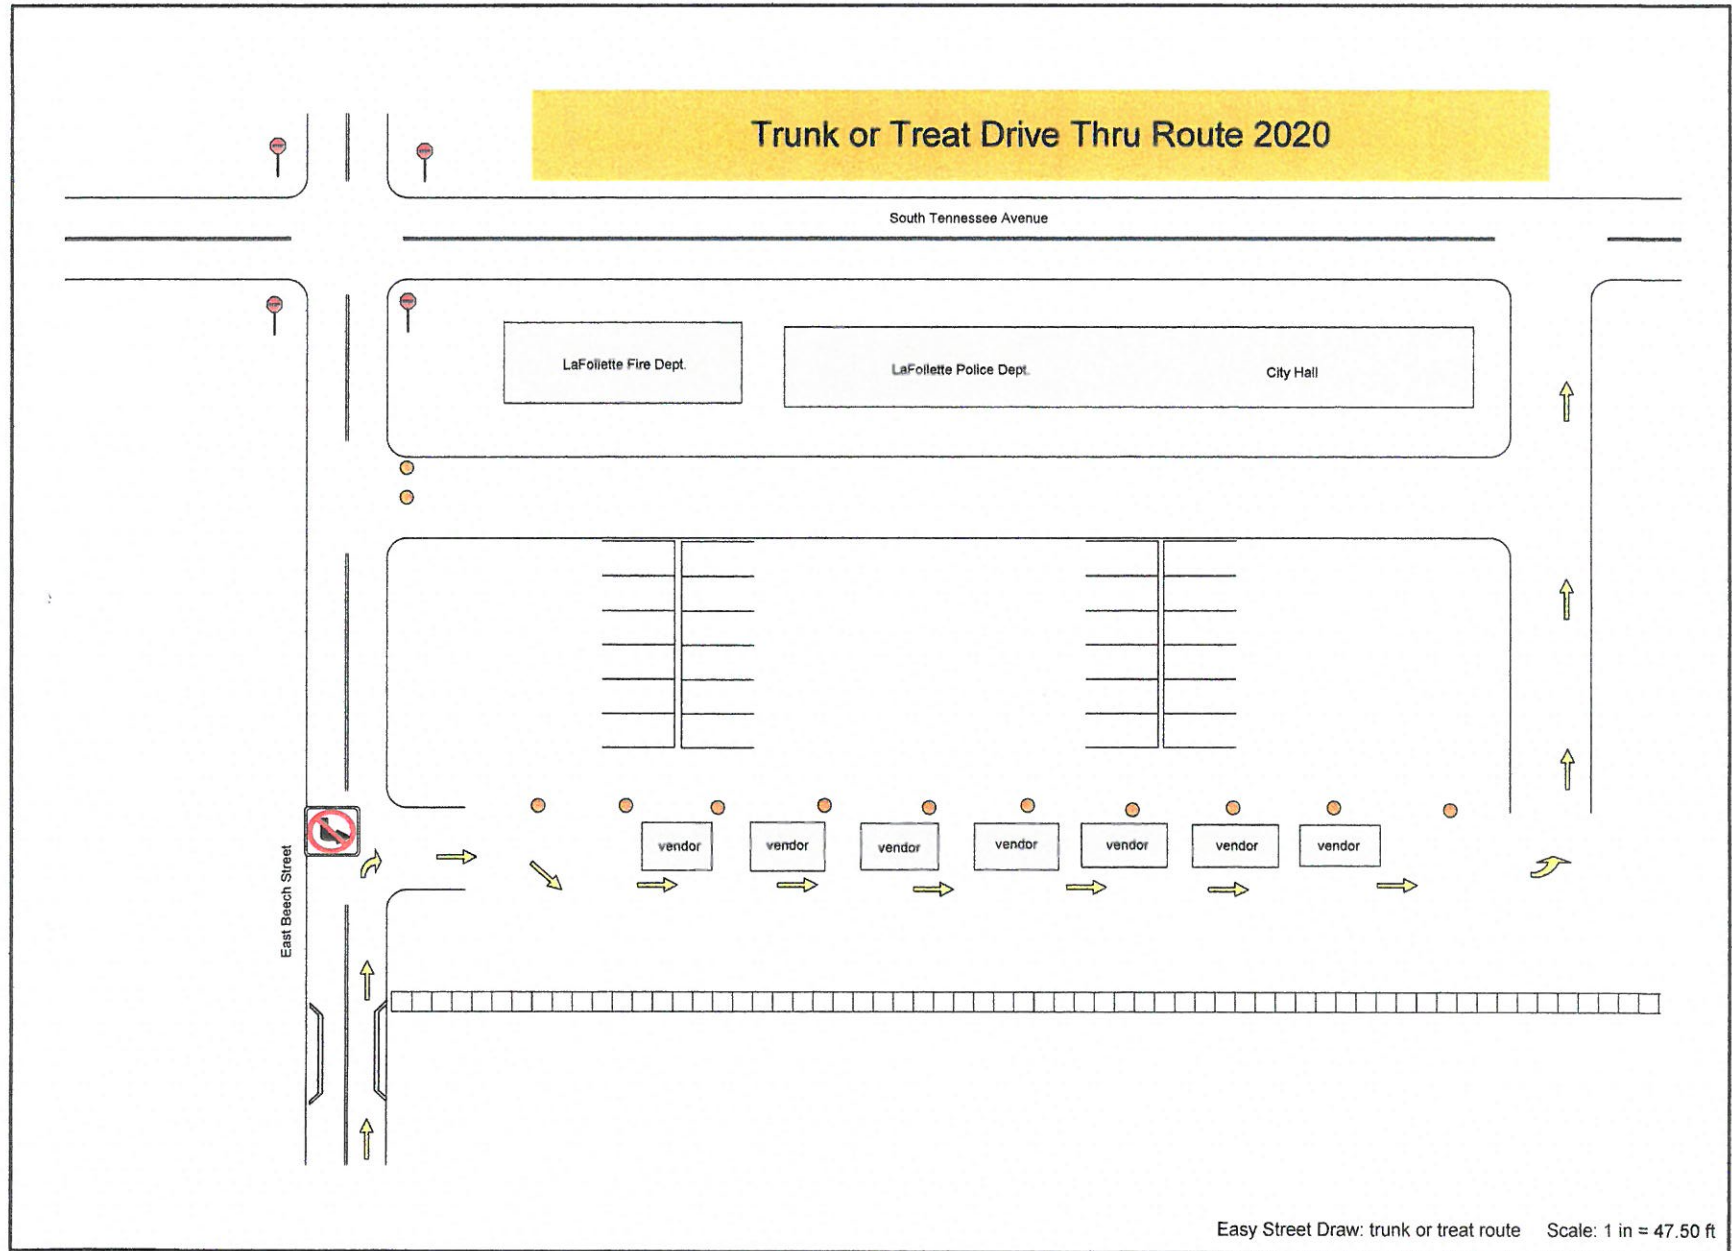 Trunk or Treat Drive Thru Route 2020
South Tennessee Avenue
LaFollette Fire Dept.
LaFollette Police Dept.
City Hall
East Beech Street
vendor
vendor
vendor
vendor
vendor
vendor
vendor
Easy Street Draw: trunk or treat route Scale: 1 in = 47.50 ft